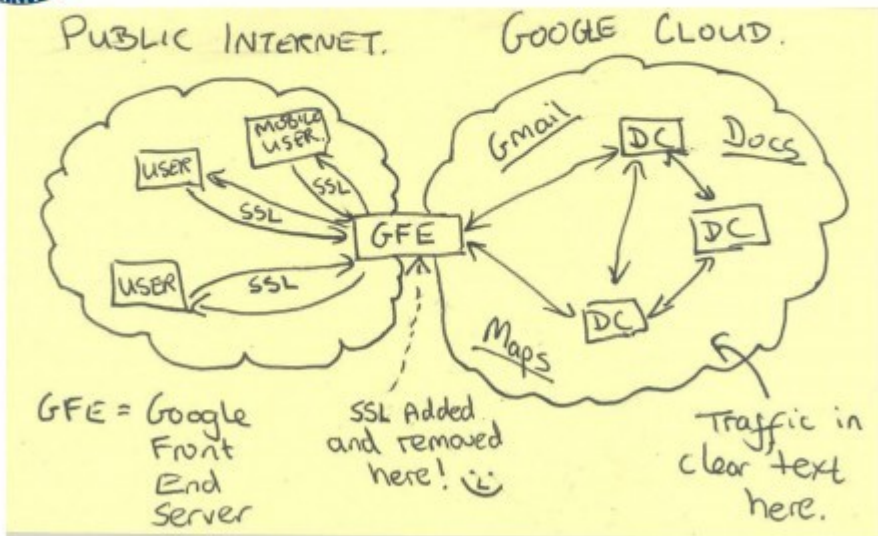 PUBLIC INTERNET.
GOOGLE CLOUD.
MOBILE
USER.
USER
SSL
SSL
GFE
USER
SSL
Gmail
DC
Docs
DC
DC
Maps
GFE = Google
Front
End
Server
SSL Added
and removed
here!
Traffic in
clear text
here.